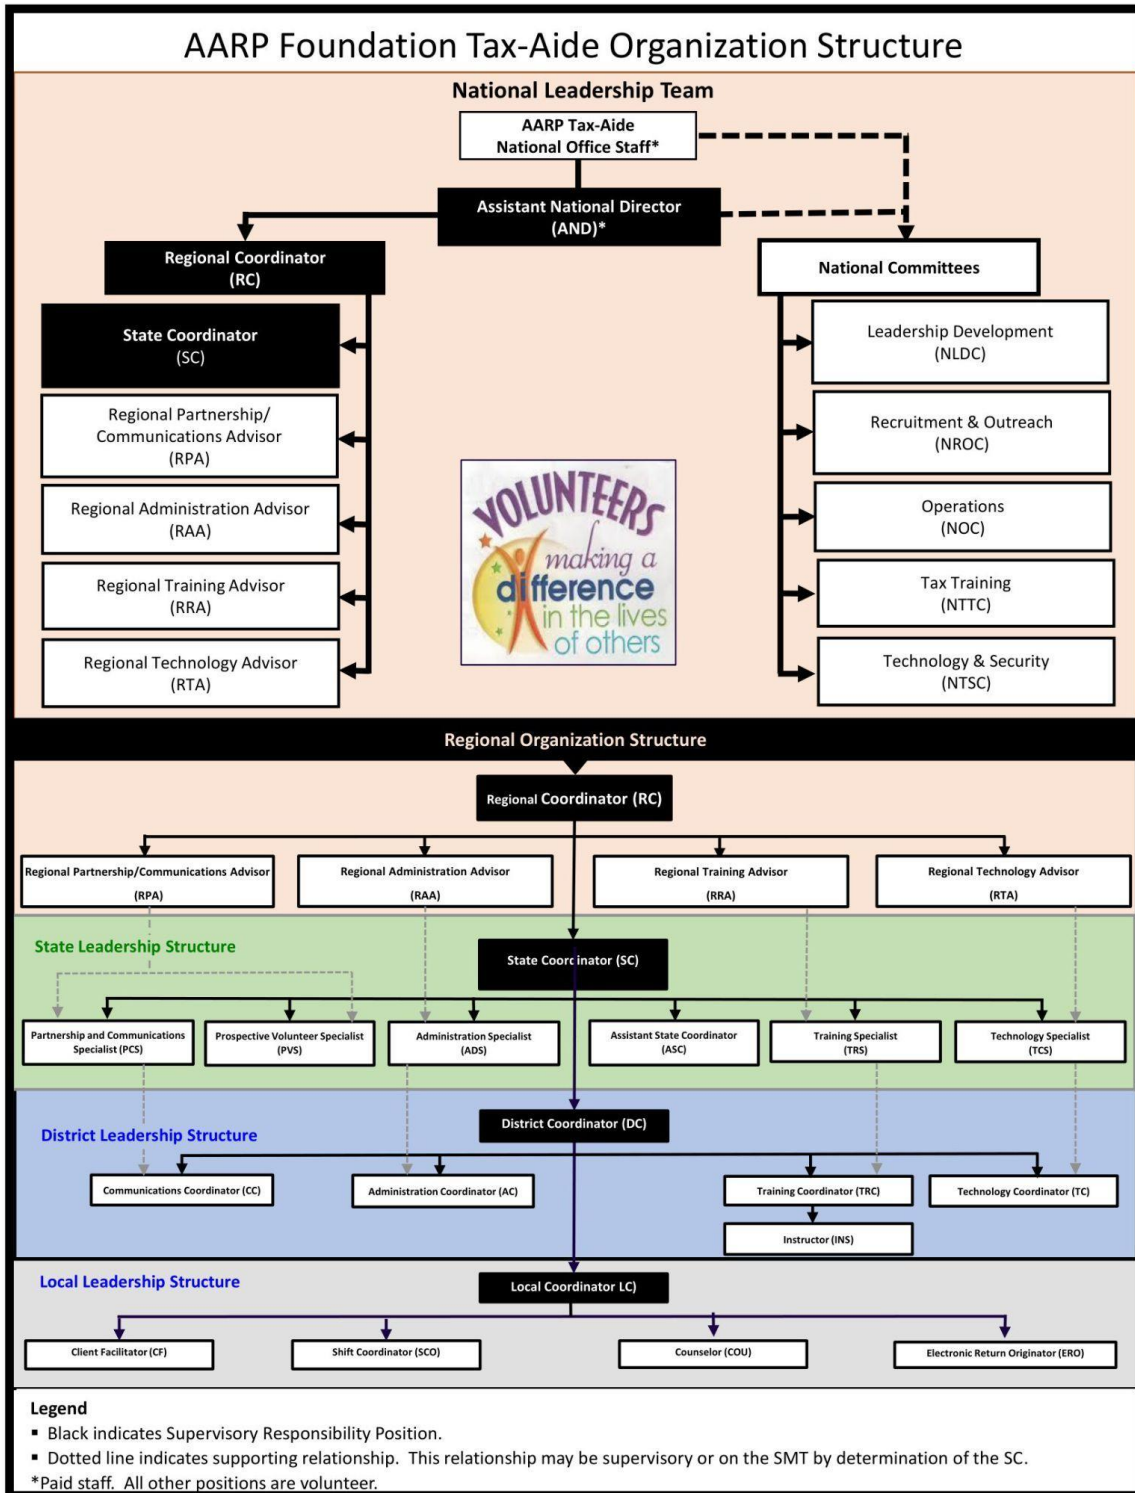 AARP Foundation Tax-Aide Organization Structure
National Leadership Team
AARP Tax-Aide
National Office Staff*
Assistant National Director
(AND)*
Regional Coordinator
(RC)
State Coordinator
(SC)
Regional Partnership/
Communications Advisor
(RPA)
Regional Administration Advisor
(RAA)
Regional Training Advisor
(RRA)
Regional Technology Advisor
(RTA)
VOLUNTEERS
making a
difference
in the lives
of others
National Committees
Leadership Development
(NLDC)
Recruitment & Outreach
(NROC)
Operations
(NOC)
Tax Training
(NTTC)
Technology & Security
(NTSC)
Regional Organization Structure
Regional Coordinator (RC)
Regional Partnership/Communications Advisor
(RPA)
Regional Administration Advisor
(RAA)
Regional Training Advisor
(RRA)
Regional Technology Advisor
(RTA)
State Leadership Structure
State Coordinator (SC)
Partnership and Communications
Specialist (PCS)
Prospective Volunteer Specialist
(PVS)
Administration Specialist
(ADS)
Assistant State Coordinator
(ASC)
Training Specialist
(TRS)
Technology Specialist
(TCS)
District Leadership Structure
District Coordinator (DC)
Communications Coordinator (CC)
Administration Coordinator (AC)
Training Coordinator (TRC)
Technology Coordinator (TC)
Instructor (INS)
Local Leadership Structure
Local Coordinator LC)
Client Facilitator (CF)
Shift Coordinator (SCO)
Counselor (COU)
Electronic Return Originator (ERO)
Legend
▪ Black indicates Supervisory Responsibility Position.
▪ Dotted line indicates supporting relationship. This relationship may be supervisory or on the SMT by determination of the SC.
*Paid staff. All other positions are volunteer.